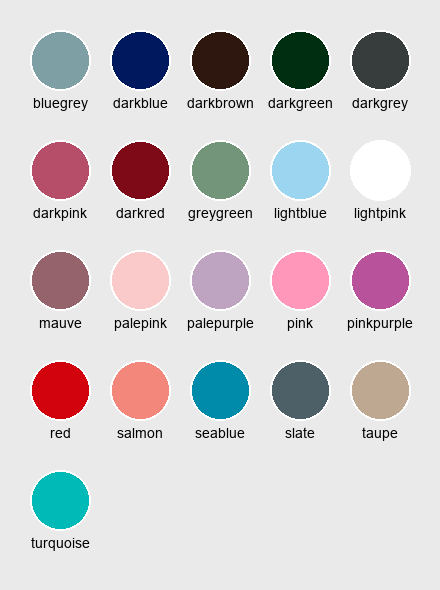 bluegrey darkblue darkbrown darkgreen darkgrey
darkpink darkred greygreen lightblue lightpink
mauve palepink palepurple pink pinkpurple
red salmon seablue slate taupe
turquoise